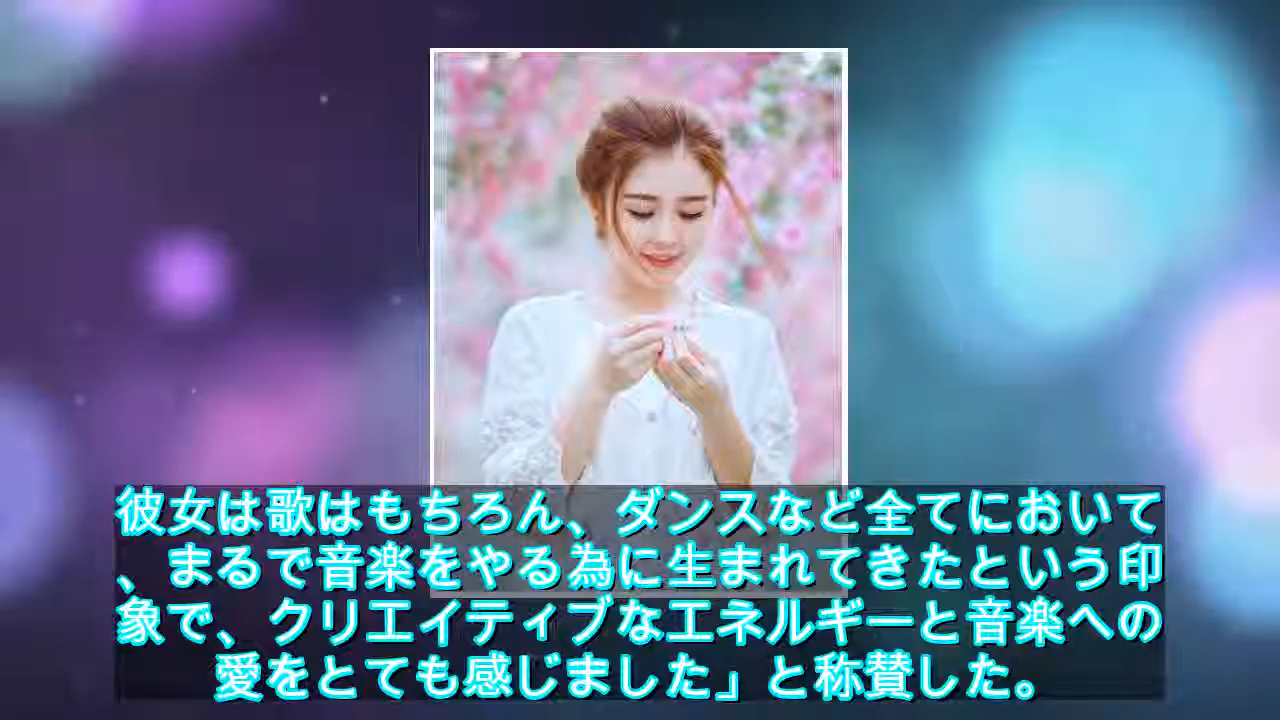 彼女は歌はもちろん、ダンスなど全てにおいて
、まるで音楽をやる為に生まれてきたという印
象で、クリエイティブなエネルギーと音楽への
愛をとても感じました」と称賛した。